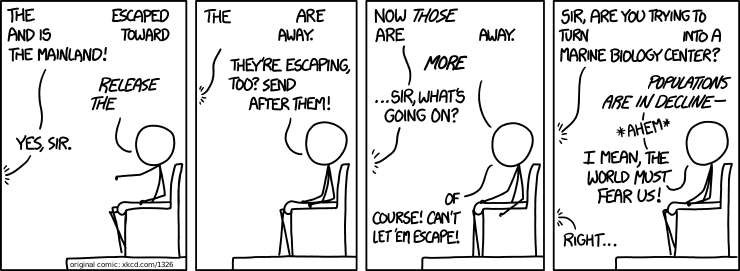 THE ESCAPED
AND IS TOWARD
THE MAINLAND!
RELEASE
THE
YES, SIR.
THE ARE
AWAY.
THEY'RE ESCAPING,
TOO? SEND
AFTER THEM!
NOW THOSE
ARE AWAY.
MORE
...SIR, WHAT'S
GOING ON?
OF
COURSE! CAN'T
LET 'EM ESCAPE!
SIR, ARE YOU TRYING TO
TURN INTO A
MARINE BIOLOGY CENTER?
POPULATIONS
ARE IN DECLINE—
*AHEM*
I MEAN, THE
WORLD MUST
FEAR US!
RIGHT...
original comic: xkcd.com/1326